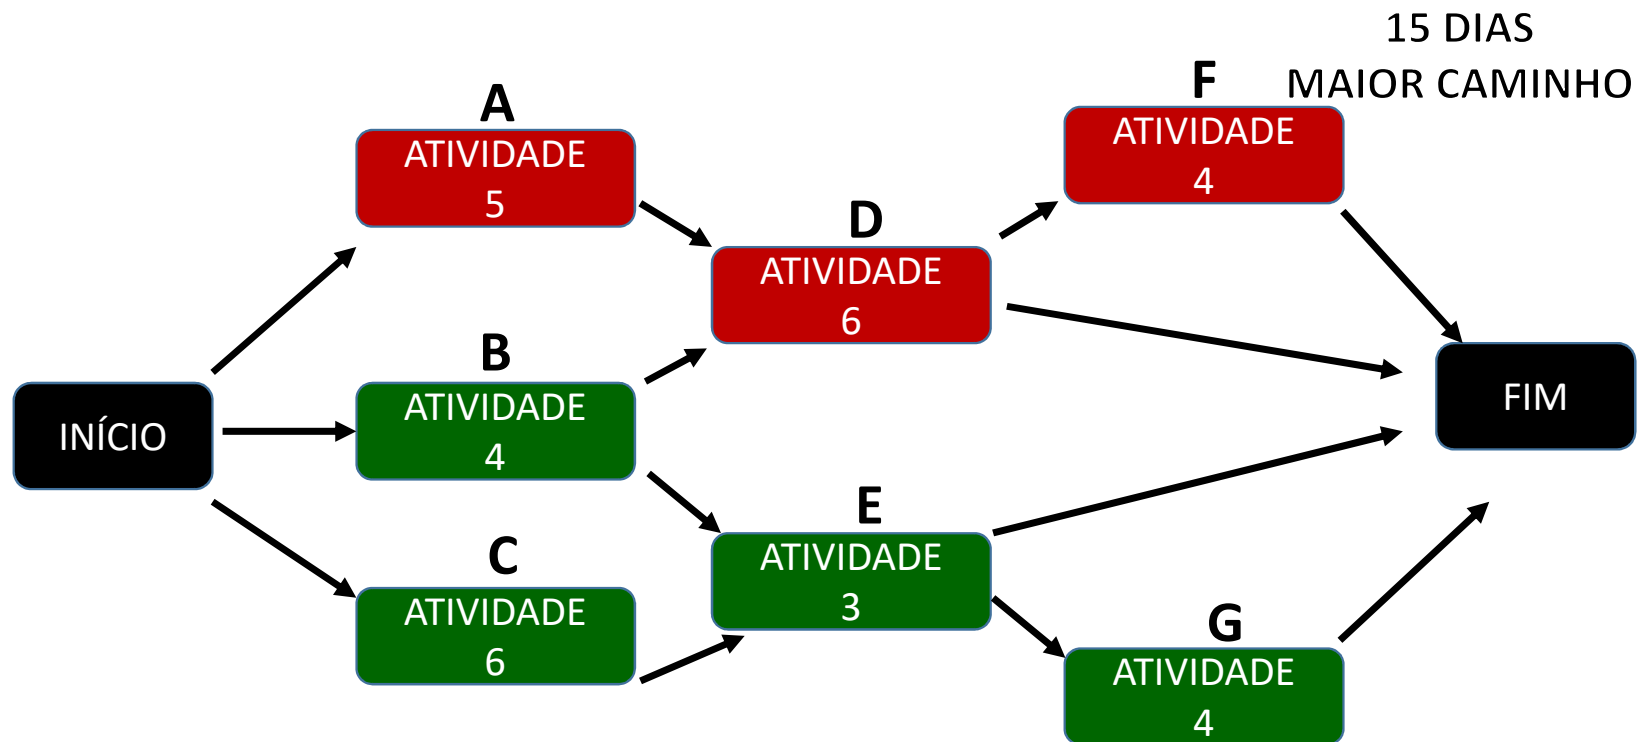 15 DIAS
MAIOR CAMINHO
A
ATIVIDADE
5
F
ATIVIDADE
4
D
ATIVIDADE
6
B
ATIVIDADE
4
INÍCIO
FIM
E
ATIVIDADE
3
C
ATIVIDADE
6
G
ATIVIDADE
4